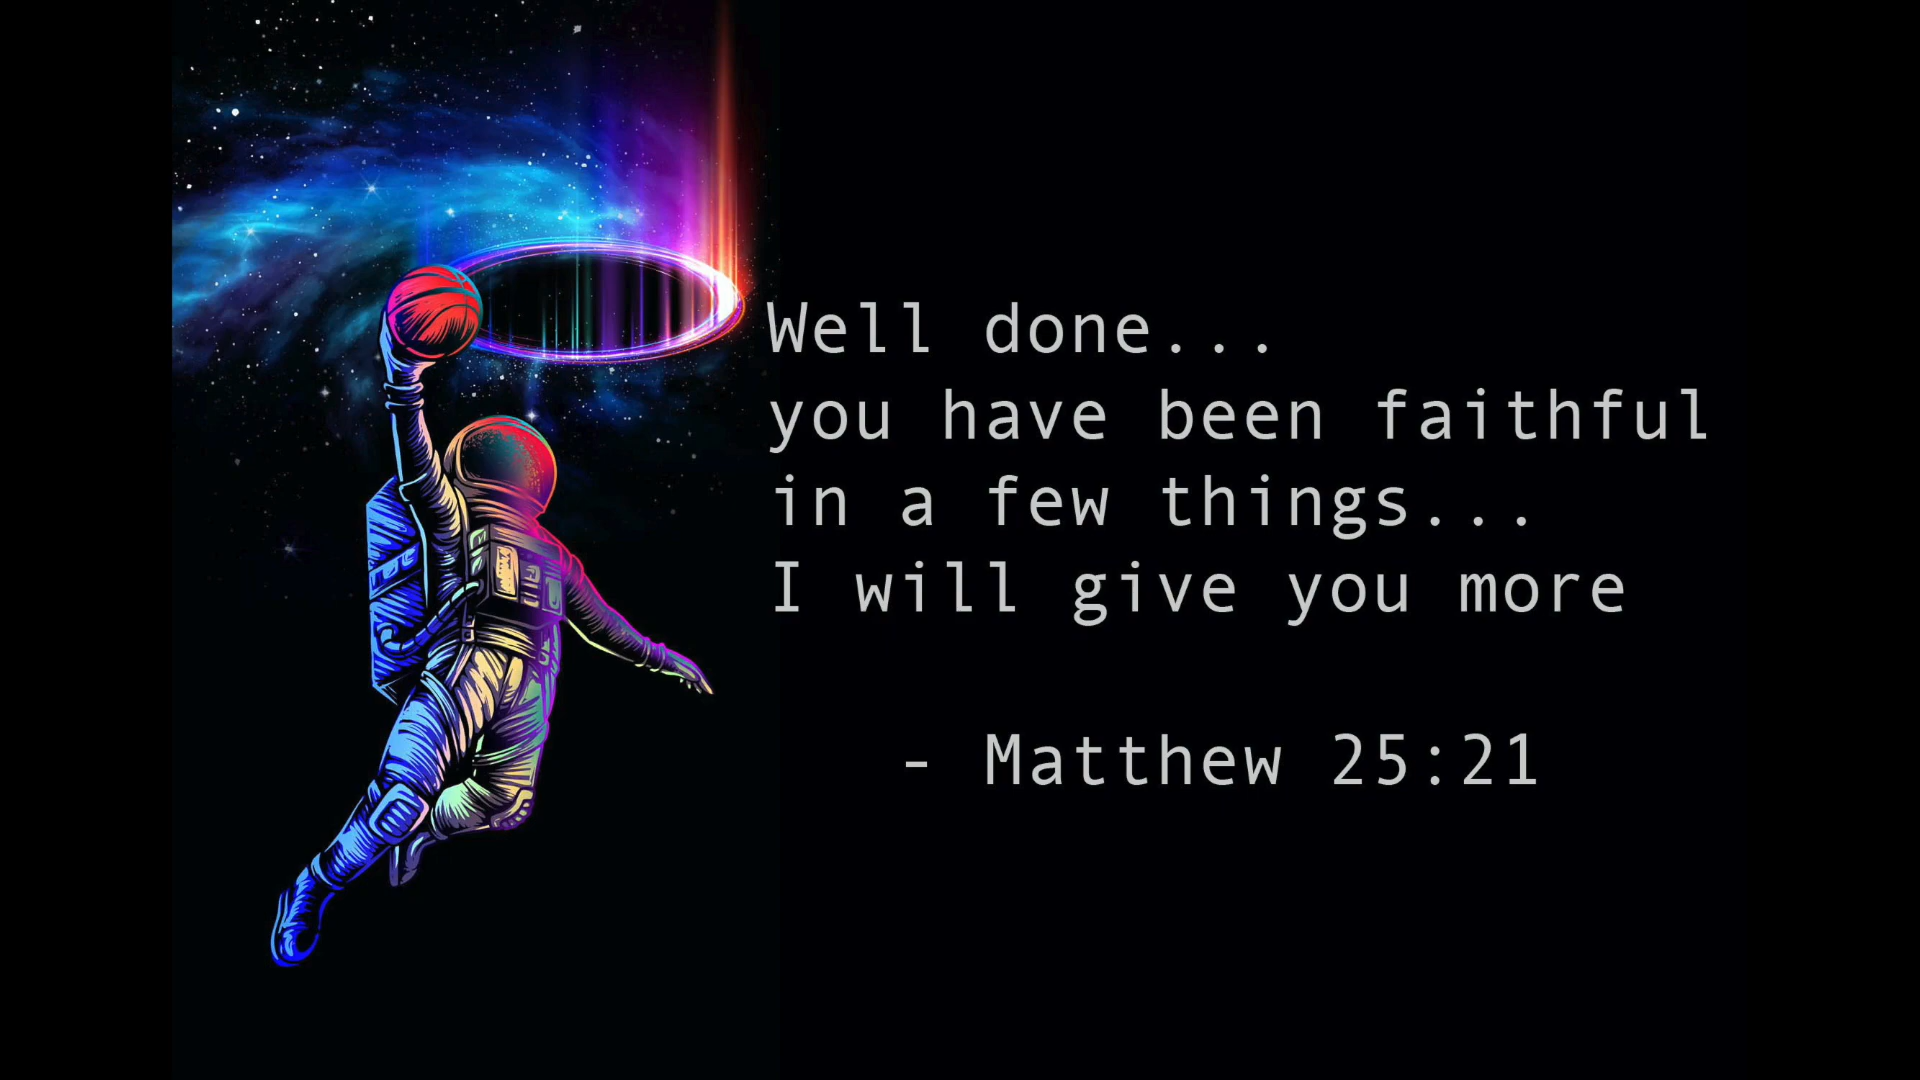 Well done...
you have been faithful
in a few things...
I will give you more
- Matthew 25:21